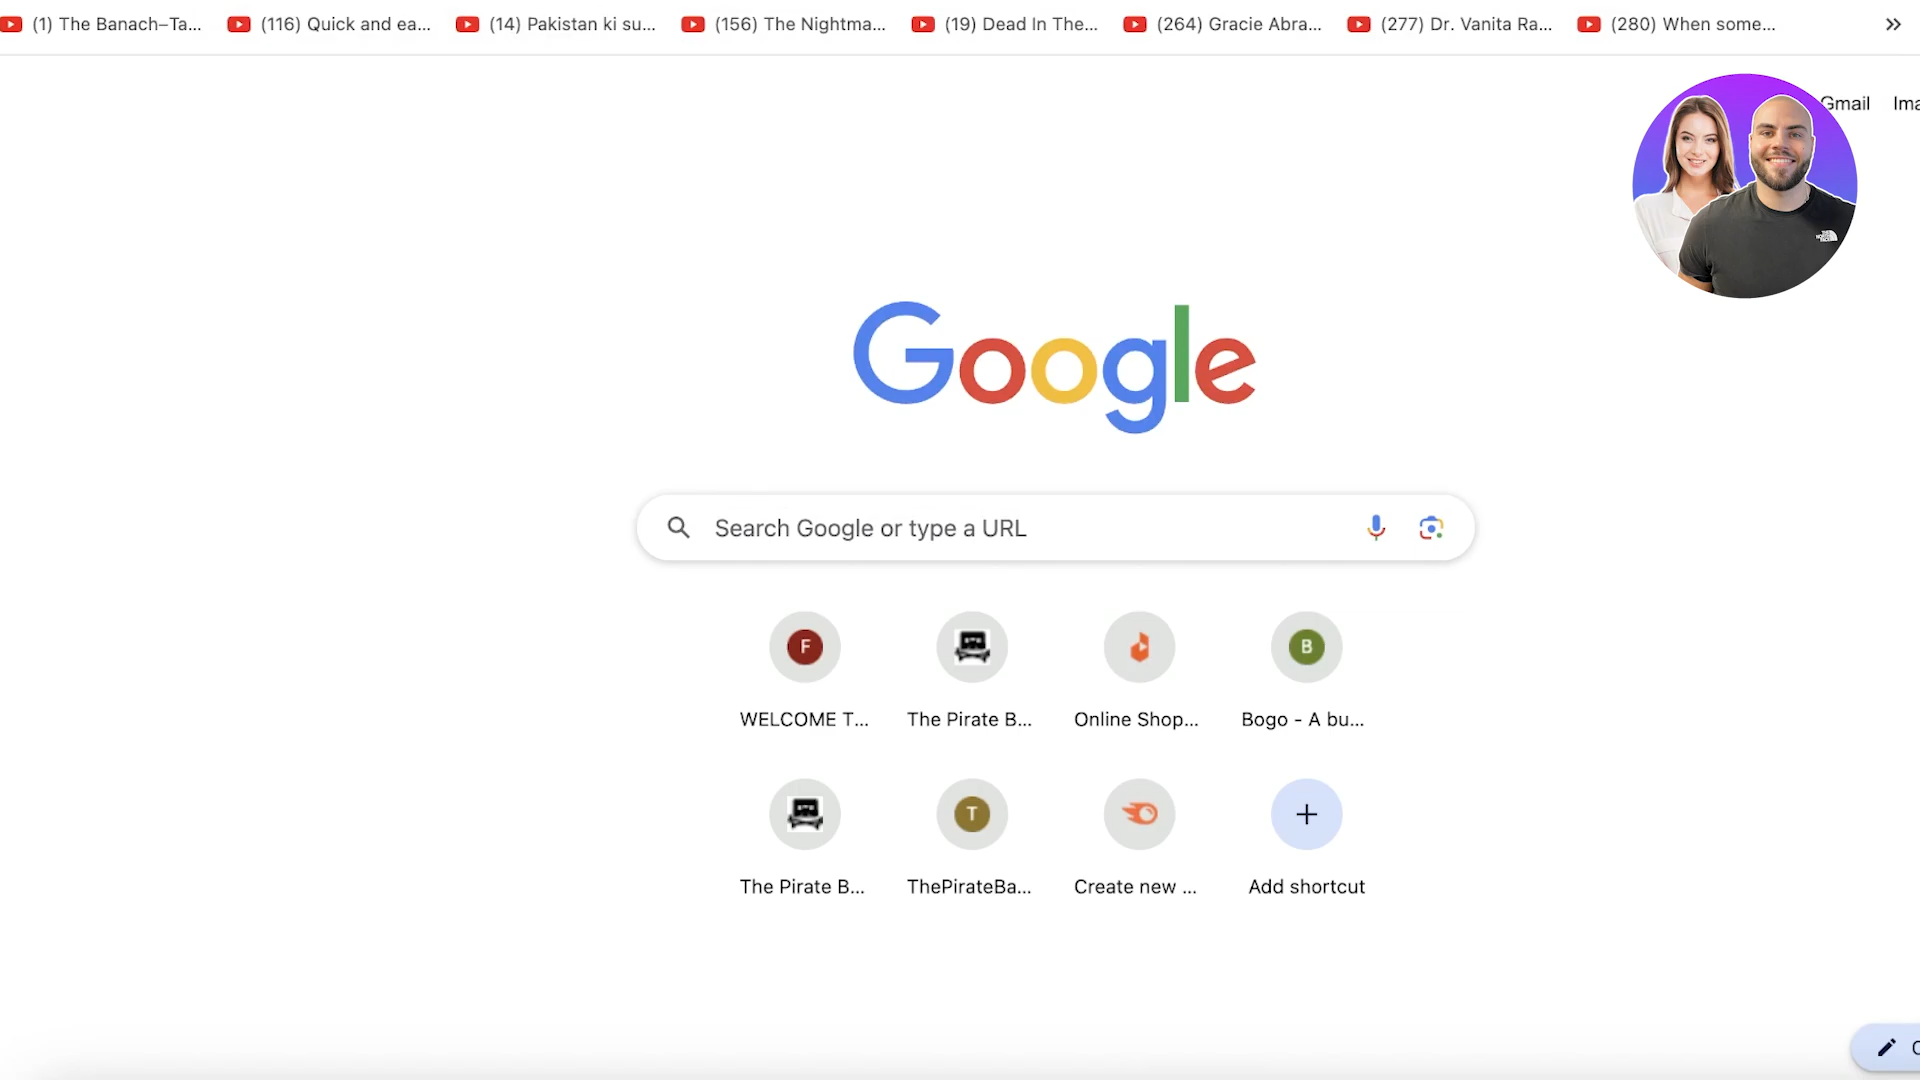 (1) The Banach–Ta... (116) Quick and ea... (14) Pakistan ki su... (156) The Nightma... (19) Dead In The... (264) Gracie Abra... (277) Dr. Vanita Ra... (280) When some...
Gmail Ima
Google
Search Google or type a URL
F B
WELCOME T... The Pirate B... Online Shop... Bogo - A bu...
T
The Pirate B... ThePirateBa... Create new ... Add shortcut